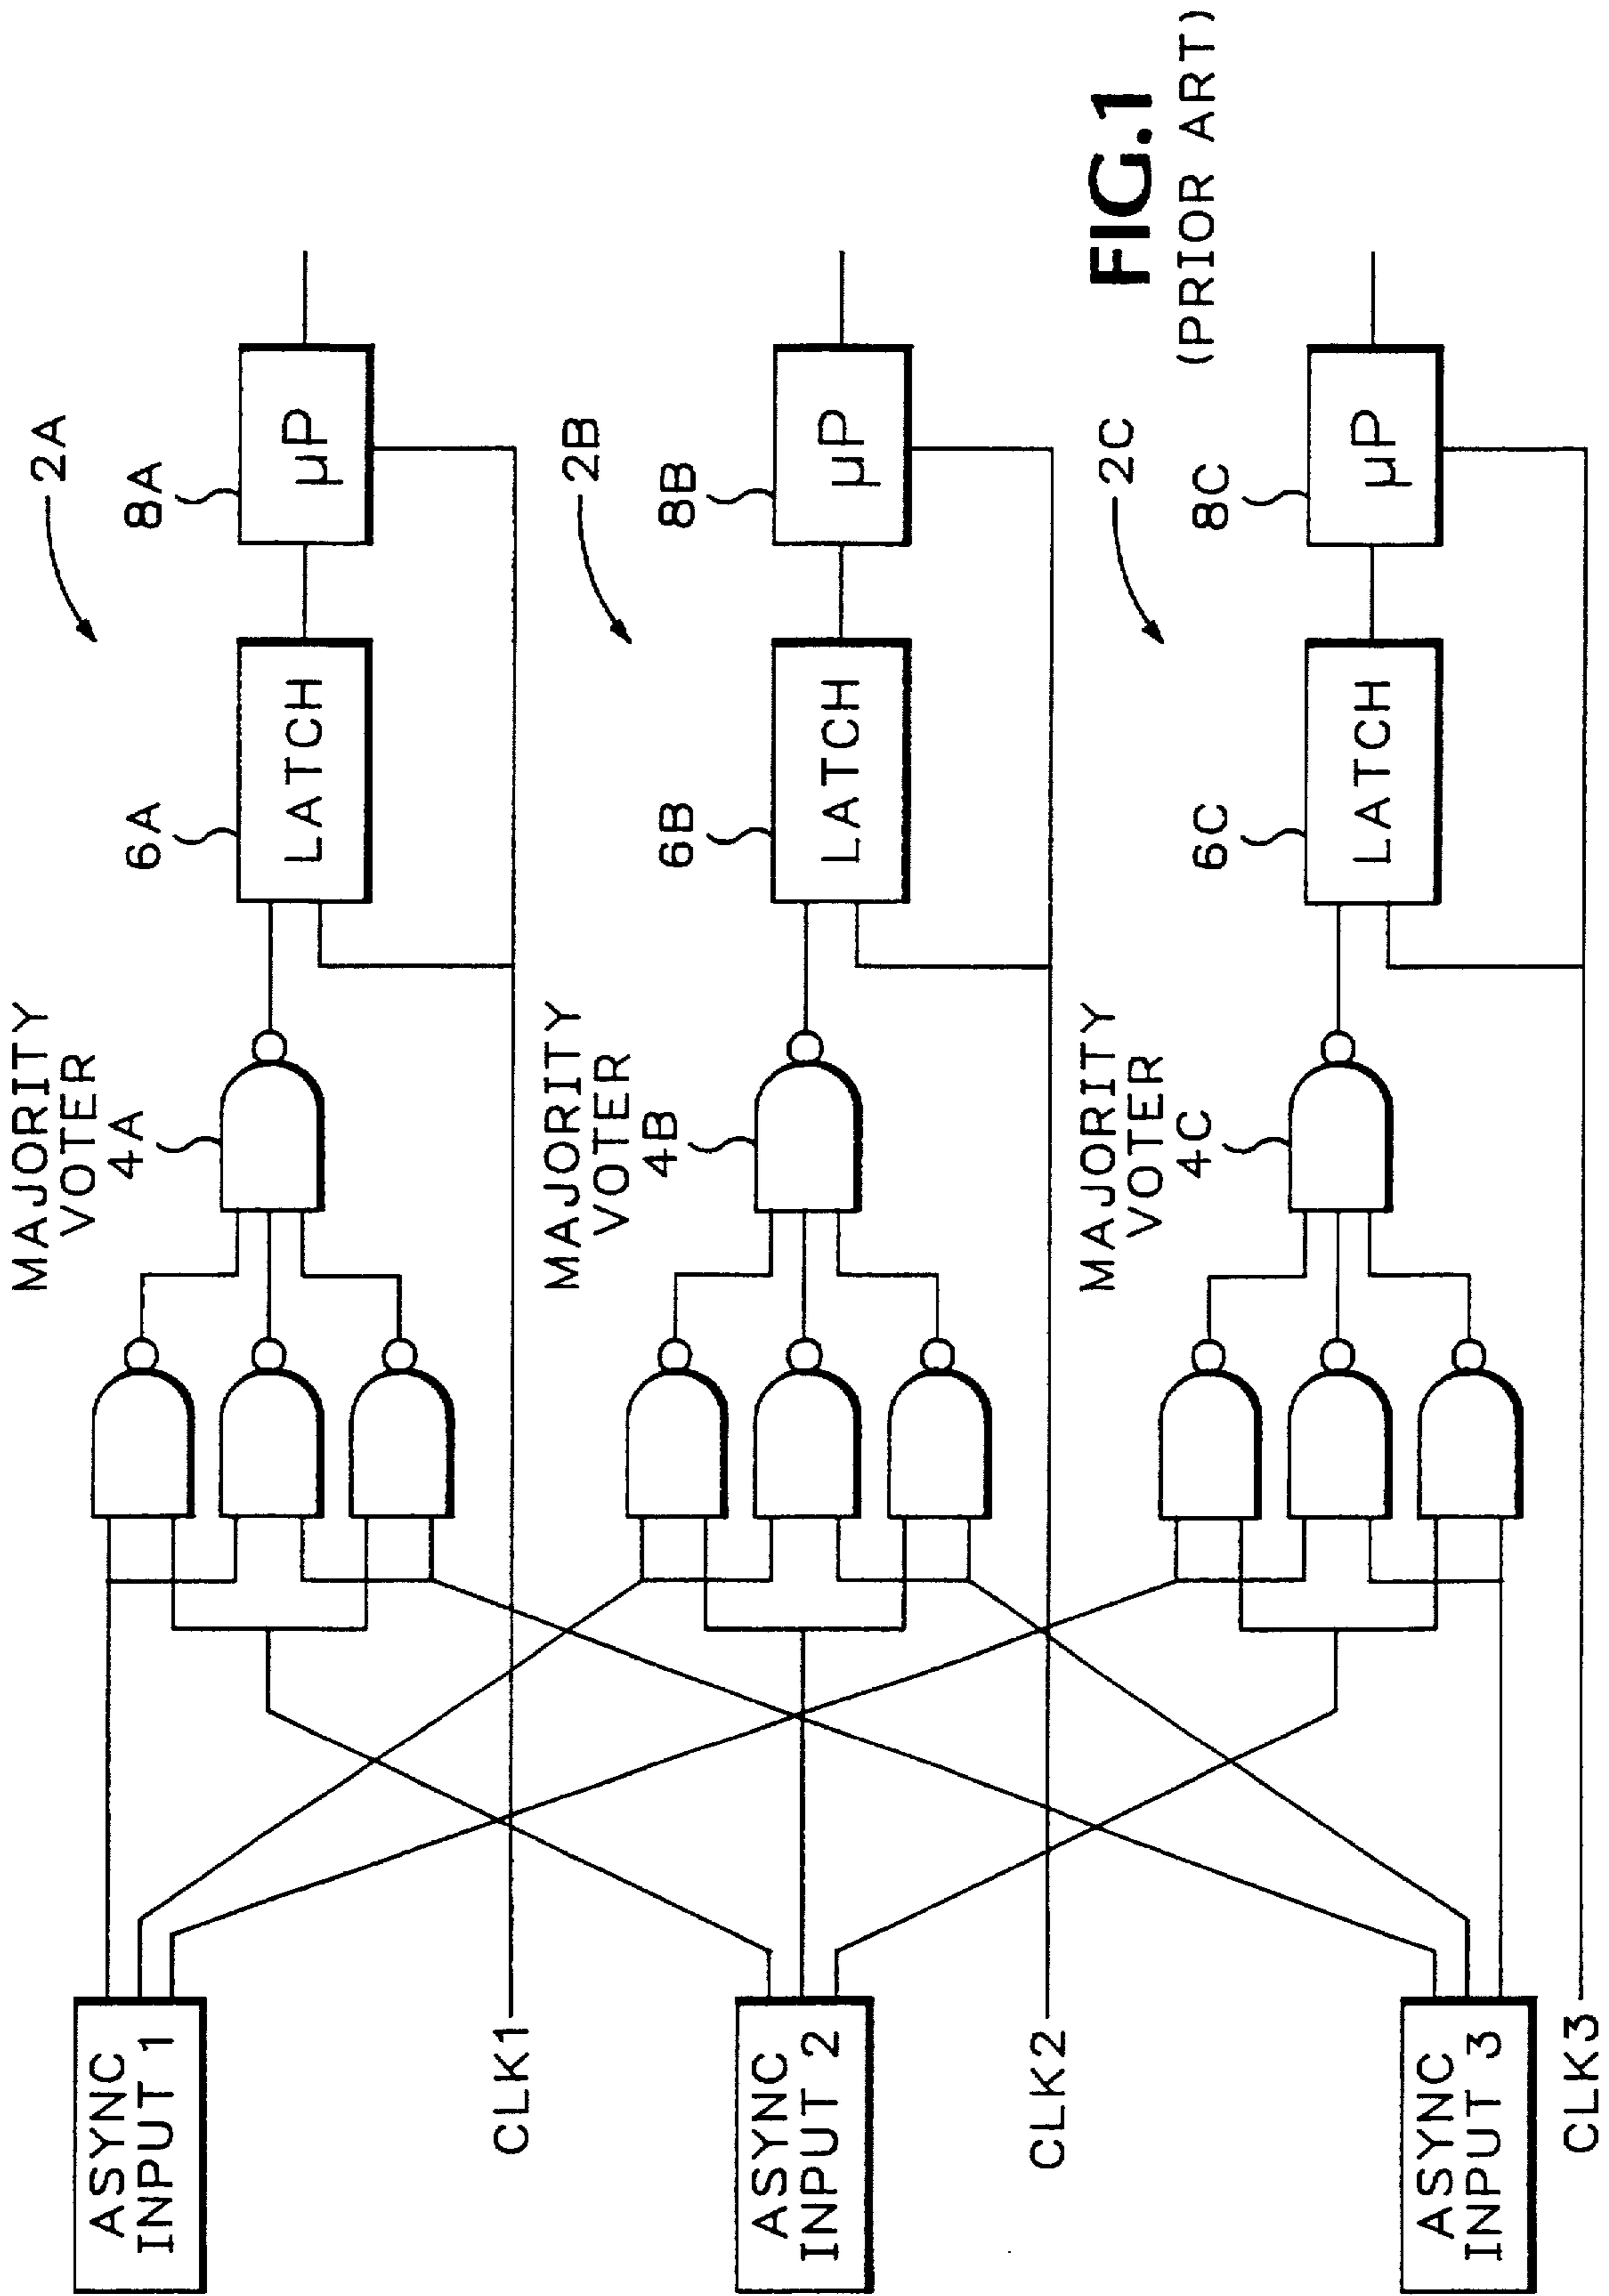 2A
8A
μP
6A
LATCH
MAJORITY
VOTER
4A
ASYNC
INPUT 1
CLK1
2B
8B
μP
6B
LATCH
MAJORITY
VOTER
4B
ASYNC
INPUT 2
CLK2
2C
8C
μP
6C
LATCH
MAJORITY
VOTER
4C
ASYNC
INPUT 3
CLK3
FIG.1
(PRIOR ART)